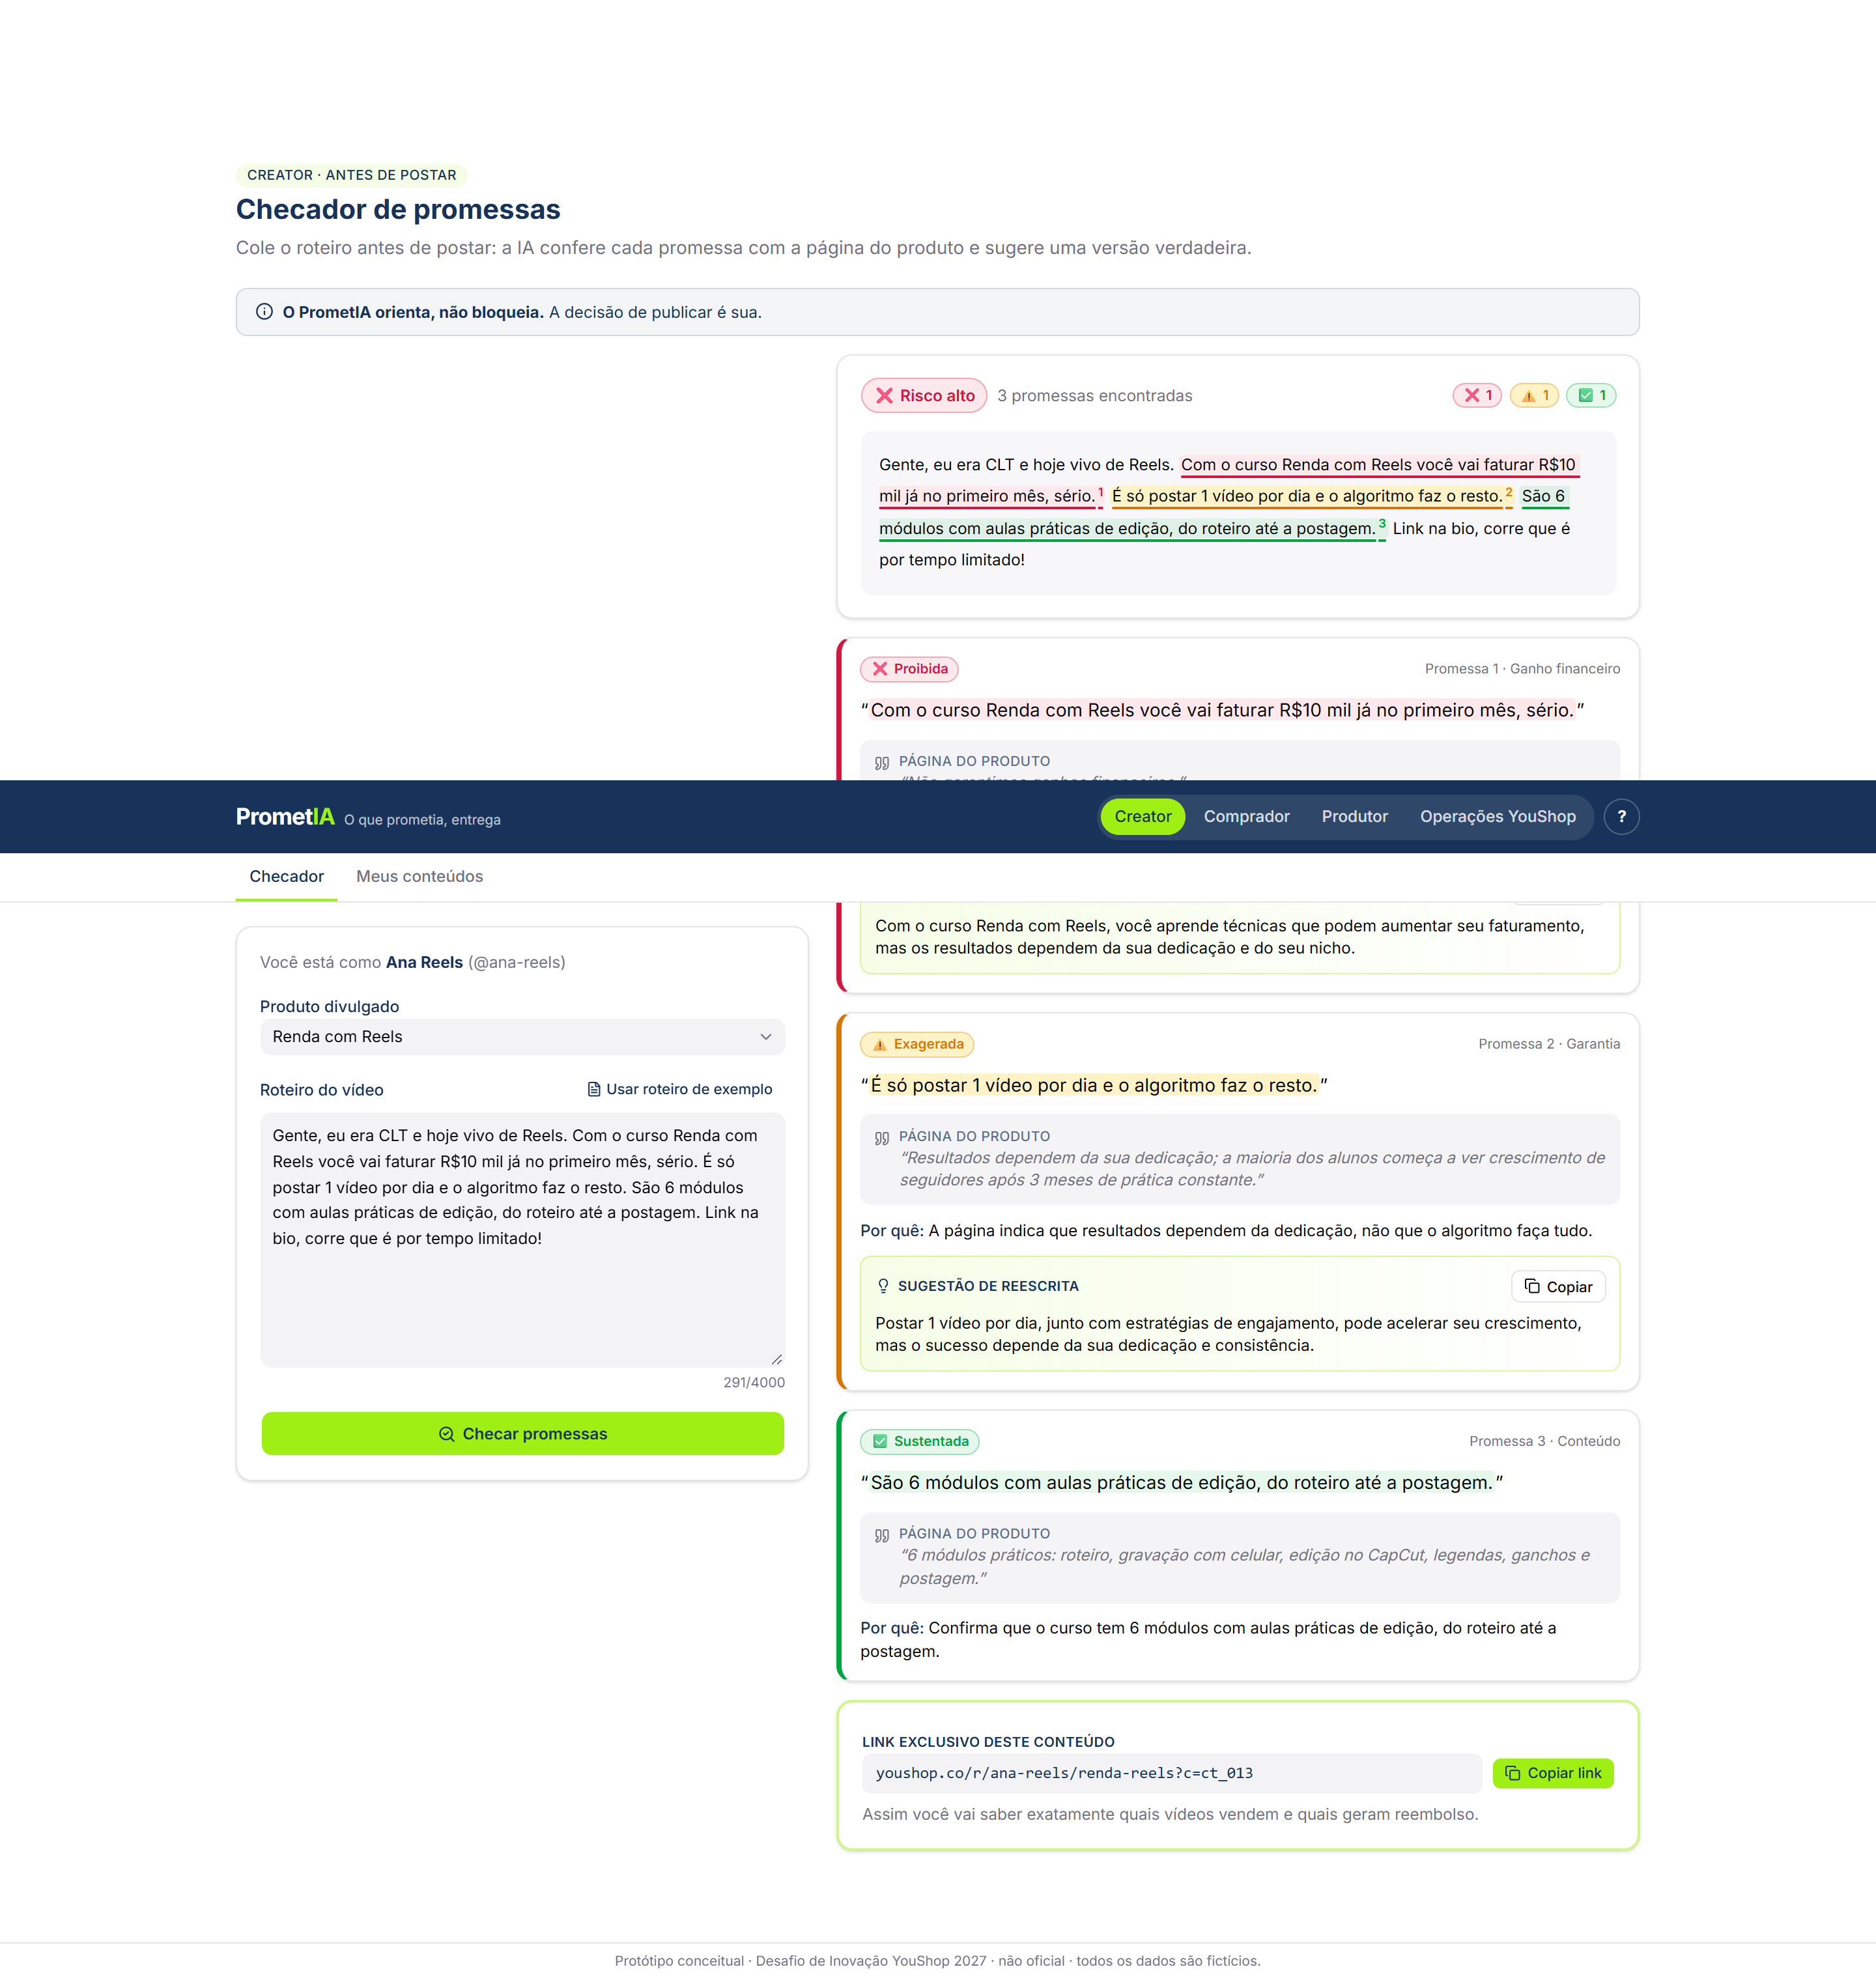 CREATOR · ANTES DE POSTAR
Checador de promessas
Cole o roteiro antes de postar: a IA confere cada promessa com a página do produto e sugere uma versão verdadeira.
O PrometIA orienta, não bloqueia. A decisão de publicar é sua.
Risco alto
3 promessas encontradas
1
1
1
Gente, eu era CLT e hoje vivo de Reels. Com o curso Renda com Reels você vai faturar R$10
mil já no primeiro mês, sério.1 É só postar 1 vídeo por dia e o algoritmo faz o resto.2 São 6
módulos com aulas práticas de edição, do roteiro até a postagem.3 Link na bio, corre que é
por tempo limitado!
Proibida
Promessa 1 · Ganho financeiro
“Com o curso Renda com Reels você vai faturar R$10 mil já no primeiro mês, sério.”
PÁGINA DO PRODUTO
PrometIA
O que prometia, entrega
Creator
Comprador
Produtor
Operações YouShop
?
Checador
Meus conteúdos
Com o curso Renda com Reels, você aprende técnicas que podem aumentar seu faturamento,
mas os resultados dependem da sua dedicação e do seu nicho.
Você está como Ana Reels (@ana-reels)
Produto divulgado
Renda com Reels
Roteiro do vídeo
Usar roteiro de exemplo
Gente, eu era CLT e hoje vivo de Reels. Com o curso Renda com
Reels você vai faturar R$10 mil já no primeiro mês, sério. É só
postar 1 vídeo por dia e o algoritmo faz o resto. São 6 módulos
com aulas práticas de edição, do roteiro até a postagem. Link na
bio, corre que é por tempo limitado!
291/4000
Checar promessas
Exagerada
Promessa 2 · Garantia
“É só postar 1 vídeo por dia e o algoritmo faz o resto.”
PÁGINA DO PRODUTO
“Resultados dependem da sua dedicação; a maioria dos alunos começa a ver crescimento de
seguidores após 3 meses de prática constante.”
Por quê: A página indica que resultados dependem da dedicação, não que o algoritmo faça tudo.
SUGESTÃO DE REESCRITA
Copiar
Postar 1 vídeo por dia, junto com estratégias de engajamento, pode acelerar seu crescimento,
mas o sucesso depende da sua dedicação e consistência.
Sustentada
Promessa 3 · Conteúdo
“São 6 módulos com aulas práticas de edição, do roteiro até a postagem.”
PÁGINA DO PRODUTO
“6 módulos práticos: roteiro, gravação com celular, edição no CapCut, legendas, ganchos e
postagem.”
Por quê: Confirma que o curso tem 6 módulos com aulas práticas de edição, do roteiro até a
postagem.
LINK EXCLUSIVO DESTE CONTEÚDO
youshop.co/r/ana-reels/renda-reels?c=ct_013
Copiar link
Assim você vai saber exatamente quais vídeos vendem e quais geram reembolso.
Protótipo conceitual · Desafio de Inovação YouShop 2027 · não oficial · todos os dados são fictícios.